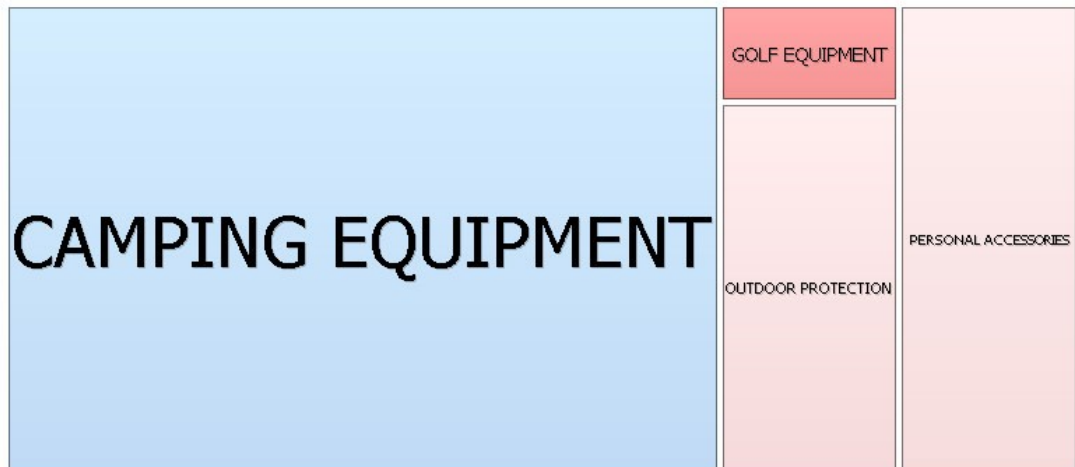 CAMPING EQUIPMENT
GOLF EQUIPMENT
OUTDOOR PROTECTION
PERSONAL ACCESSORIES